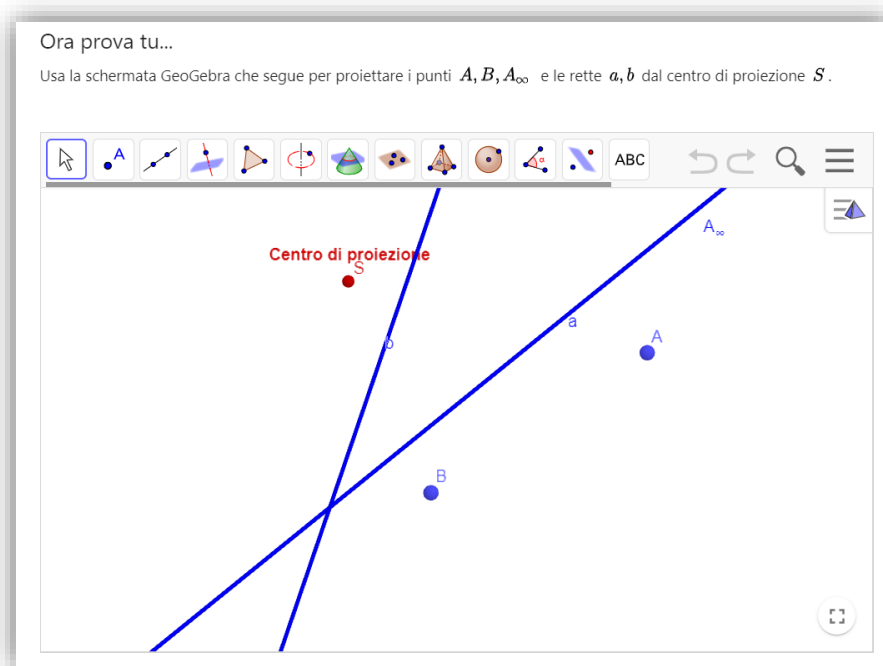 Ora prova tu...
Usa la schermata GeoGebra che segue per proiettare i punti A, B, A∞ e le rette a, b dal centro di proiezione S .
A
α
ABC
A∞
Centro di proiezione
S
a
A
b
B